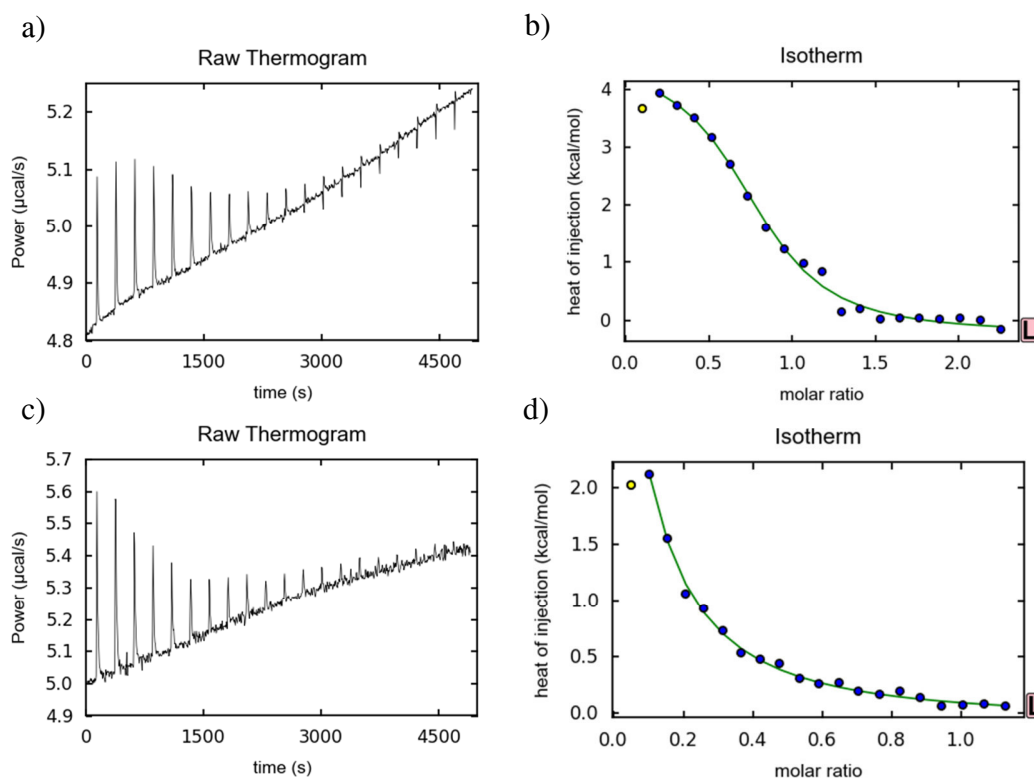 a)
Raw Thermogram
Power (µcal/s)
5.2
5.1
5.0
4.9
4.8
0 1500 3000 4500
time (s)
b)
Isotherm
heat of injection (kcal/mol)
4
3
2
1
0
0.0 0.5 1.0 1.5 2.0
molar ratio
L
c)
Raw Thermogram
Power (µcal/s)
5.7
5.6
5.5
5.4
5.3
5.2
5.1
5.0
4.9
0 1500 3000 4500
time (s)
d)
Isotherm
heat of injection (kcal/mol)
2.0
1.5
1.0
0.5
0.0
0.0 0.2 0.4 0.6 0.8 1.0
molar ratio
L